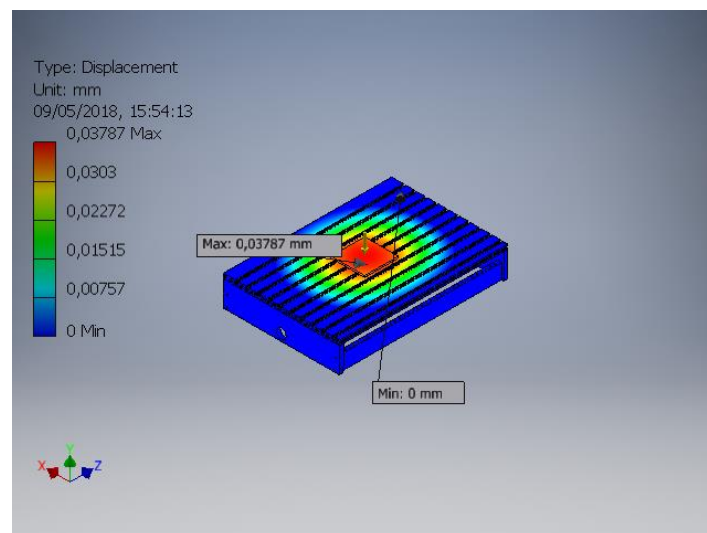 Type: Displacement
Unit: mm
09/05/2018, 15:54:13
0,03787 Max
0,0303
0,02272
0,01515
0,00757
0 Min
Max: 0,03787 mm
Min: 0 mm
Y
X
Z